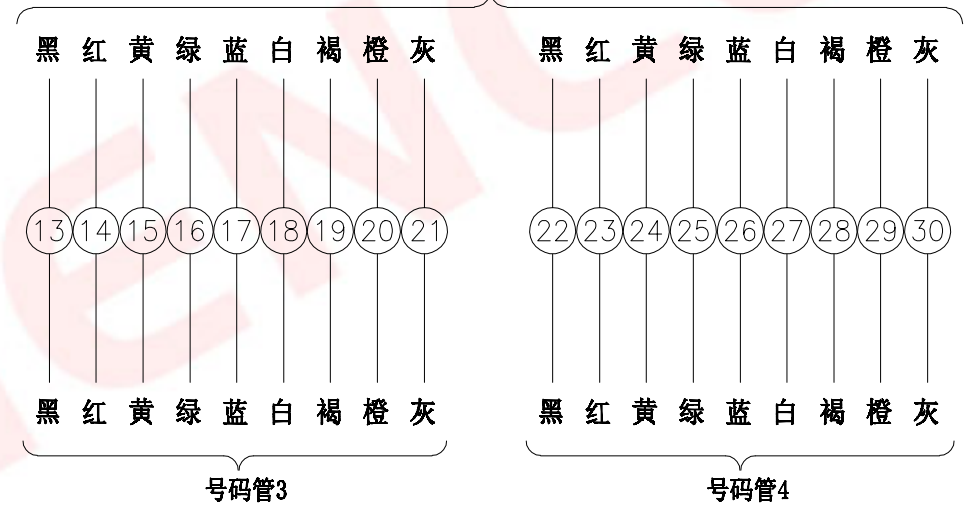 黑 红 黄 绿 蓝 白 褐 橙 灰 黑 红 黄 绿 蓝 白 褐 橙 灰
13 14 15 16 17 18 19 20 21 22 23 24 25 26 27 28 29 30
黑 红 黄 绿 蓝 白 褐 橙 灰 黑 红 黄 绿 蓝 白 褐 橙 灰
号码管3 号码管4